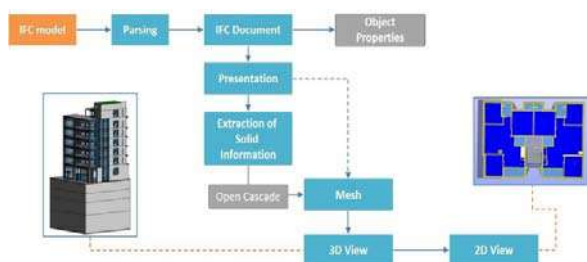 IFC model
Parsing
IFC Document
Object
Properties
Presentation
Extraction of
Solid
Information
Open Cascade
Mesh
3D View
2D View